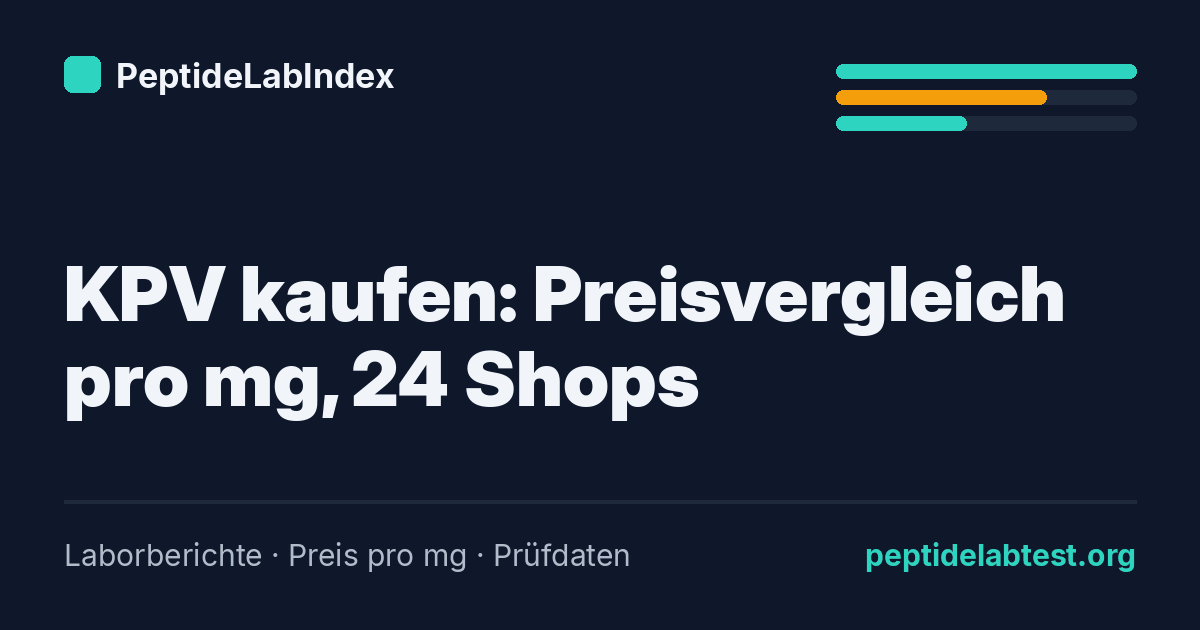 PeptideLabIndex
KPV kaufen: Preisvergleich
pro mg, 24 Shops
Laborberichte · Preis pro mg · Prüfdaten
peptidelabtest.org